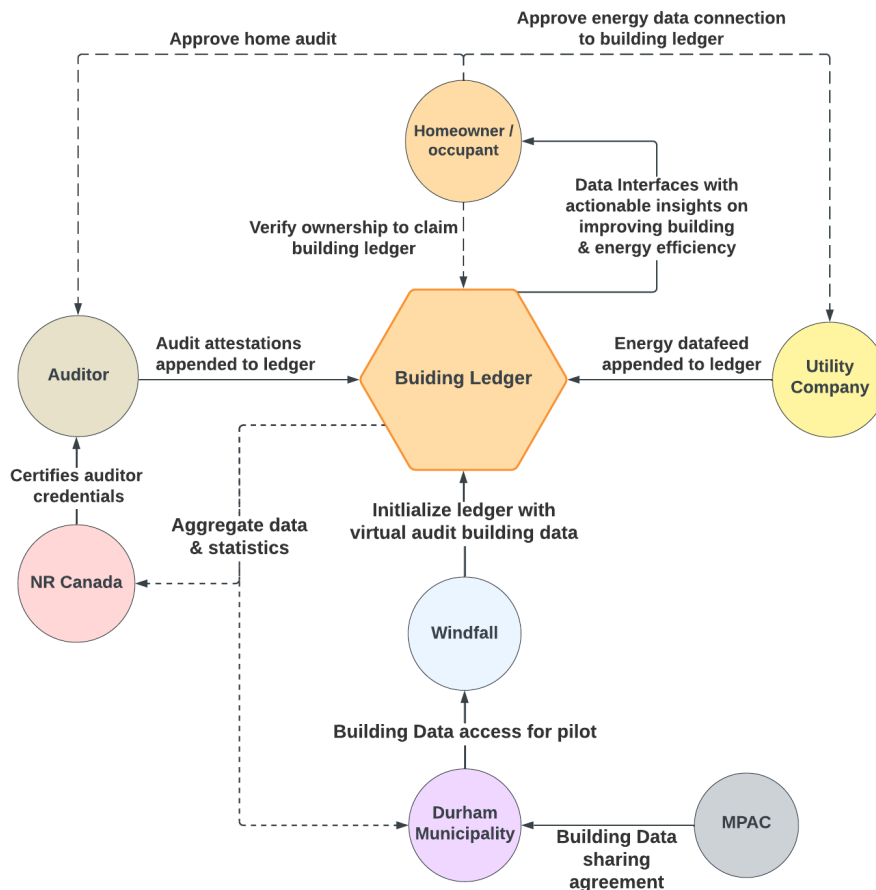 Approve energy data connection
to building ledger
Approve home audit
Homeowner /
occupant
Data Interfaces with
actionable insights on
improving building
& energy efficiency
Verify ownership to claim
building ledger
Auditor
Audit attestations
appended to ledger
Buiding Ledger
Energy datafeed
appended to ledger
Utility
Company
Certifies auditor
credentials
NR Canada
Aggregate data
& statistics
Initlialize ledger with
virtual audit building data
Windfall
Building Data access for pilot
Durham
Municipality
Building Data
sharing
agreement
MPAC